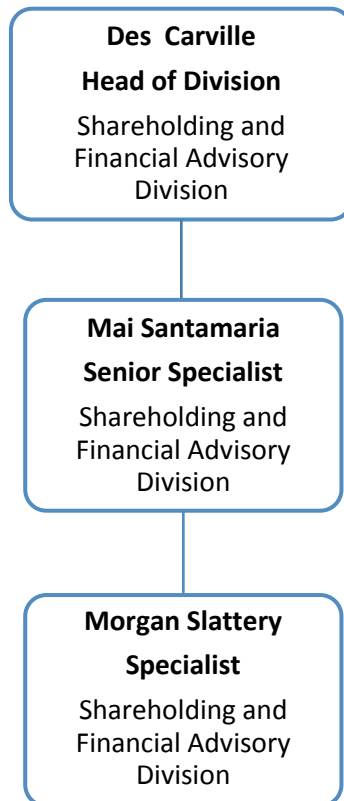 Des  Carville
Head of Division
Shareholding and
Financial Advisory
Division
Mai Santamaria
Senior Specialist
Shareholding and
Financial Advisory
Division
Morgan Slattery
Specialist
Shareholding and
Financial Advisory
Division